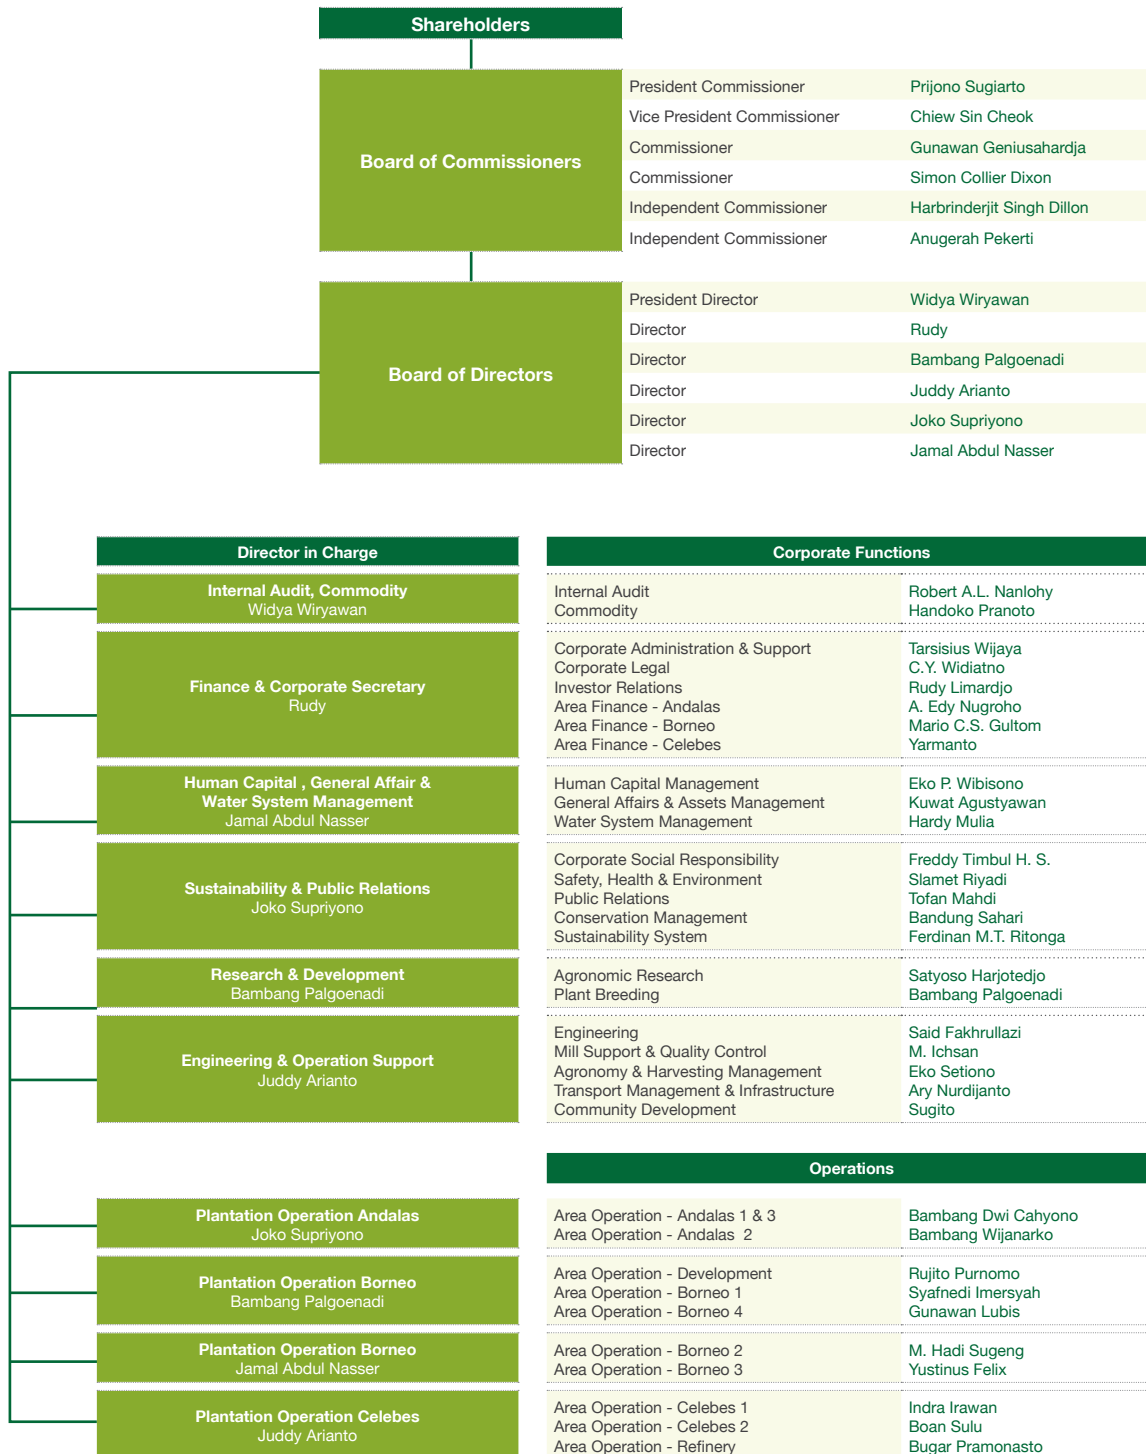 Shareholders
Board of Commissioners
President Commissioner Prijono Sugiarto
Vice President Commissioner Chiew Sin Cheok
Commissioner Gunawan Geniusahardja
Commissioner Simon Collier Dixon
Independent Commissioner Harbrinderjit Singh Dillon
Independent Commissioner Anugerah Pekerti
Board of Directors
President Director Widya Wiryawan
Director Rudy
Director Bambang Palgoenadi
Director Juddy Arianto
Director Joko Supriyono
Director Jamal Abdul Nasser
Director in Charge
Corporate Functions
Internal Audit, Commodity
Widya Wiryawan
Internal Audit Robert A.L. Nanlohy
Commodity Handoko Pranoto
Finance & Corporate Secretary
Rudy
Corporate Administration & Support Tarsisius Wijaya
Corporate Legal C.Y. Widiatno
Investor Relations Rudy Limardjo
Area Finance - Andalas A. Edy Nugroho
Area Finance - Borneo Mario C.S. Gultom
Area Finance - Celebes Yarmanto
Human Capital , General Affair &
Water System Management
Jamal Abdul Nasser
Human Capital Management Eko P. Wibisono
General Affairs & Assets Management Kuwat Agustyawan
Water System Management Hardy Mulia
Sustainability & Public Relations
Joko Supriyono
Corporate Social Responsibility Freddy Timbul H. S.
Safety, Health & Environment Slamet Riyadi
Public Relations Tofan Mahdi
Conservation Management Bandung Sahari
Sustainability System Ferdinan M.T. Ritonga
Research & Development
Bambang Palgoenadi
Agronomic Research Satyoso Harjotedjo
Plant Breeding Bambang Palgoenadi
Engineering & Operation Support
Juddy Arianto
Engineering Said Fakhrullazi
Mill Support & Quality Control M. Ichsan
Agronomy & Harvesting Management Eko Setiono
Transport Management & Infrastructure Ary Nurdijanto
Community Development Sugito
Operations
Plantation Operation Andalas
Joko Supriyono
Area Operation - Andalas 1 & 3 Bambang Dwi Cahyono
Area Operation - Andalas 2 Bambang Wijanarko
Plantation Operation Borneo
Bambang Palgoenadi
Area Operation - Development Rujito Purnomo
Area Operation - Borneo 1 Syafnedi Imersyah
Area Operation - Borneo 4 Gunawan Lubis
Plantation Operation Borneo
Jamal Abdul Nasser
Area Operation - Borneo 2 M. Hadi Sugeng
Area Operation - Borneo 3 Yustinus Felix
Plantation Operation Celebes
Juddy Arianto
Area Operation - Celebes 1 Indra Irawan
Area Operation - Celebes 2 Boan Sulu
Area Operation - Refinery Bugar Pramonasto